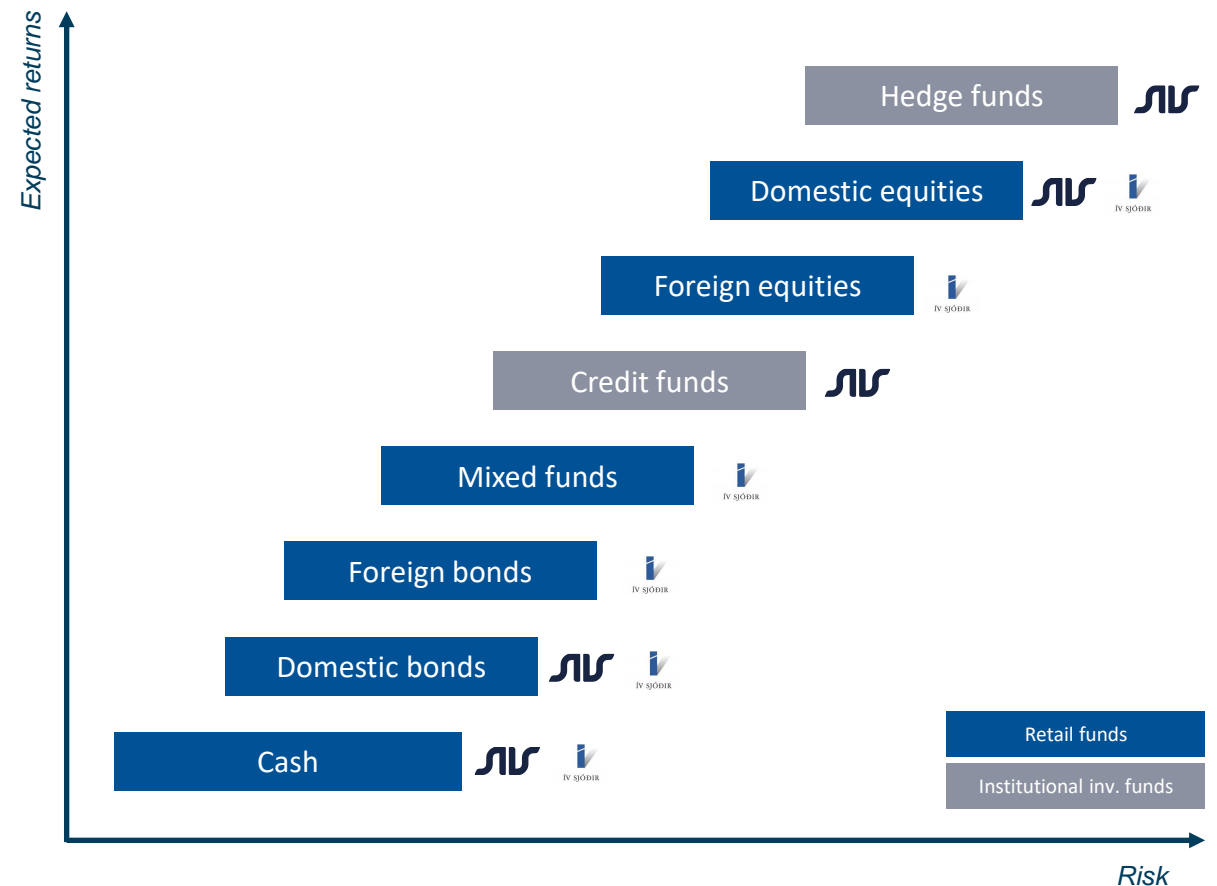 Expected returns
Hedge funds
Domestic equities
ÍV SJÓÐIR
Foreign equities
ÍV SJÓÐIR
Credit funds
Mixed funds
ÍV SJÓÐIR
Foreign bonds
ÍV SJÓÐIR
Domestic bonds
ÍV SJÓÐIR
Cash
ÍV SJÓÐIR
Retail funds
Institutional inv. funds
Risk